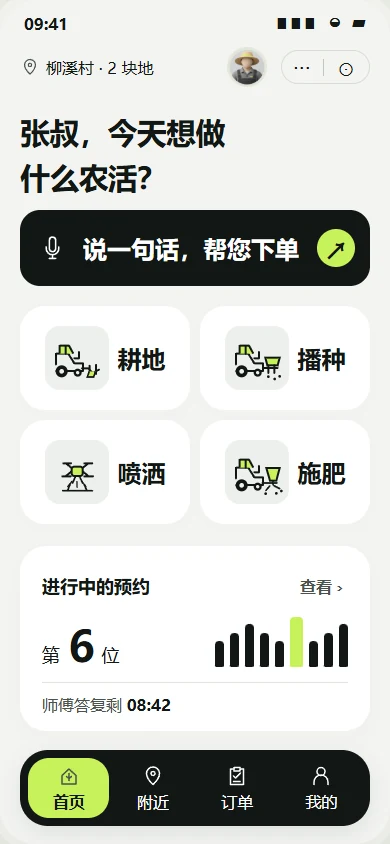 09:41
柳溪村 · 2 块地
张叔，今天想做
什么农活？
说一句话，帮您下单
耕地
播种
喷洒
施肥
进行中的预约
查看 ›
第 6 位
师傅答复剩 08:42
首页
附近
订单
我的